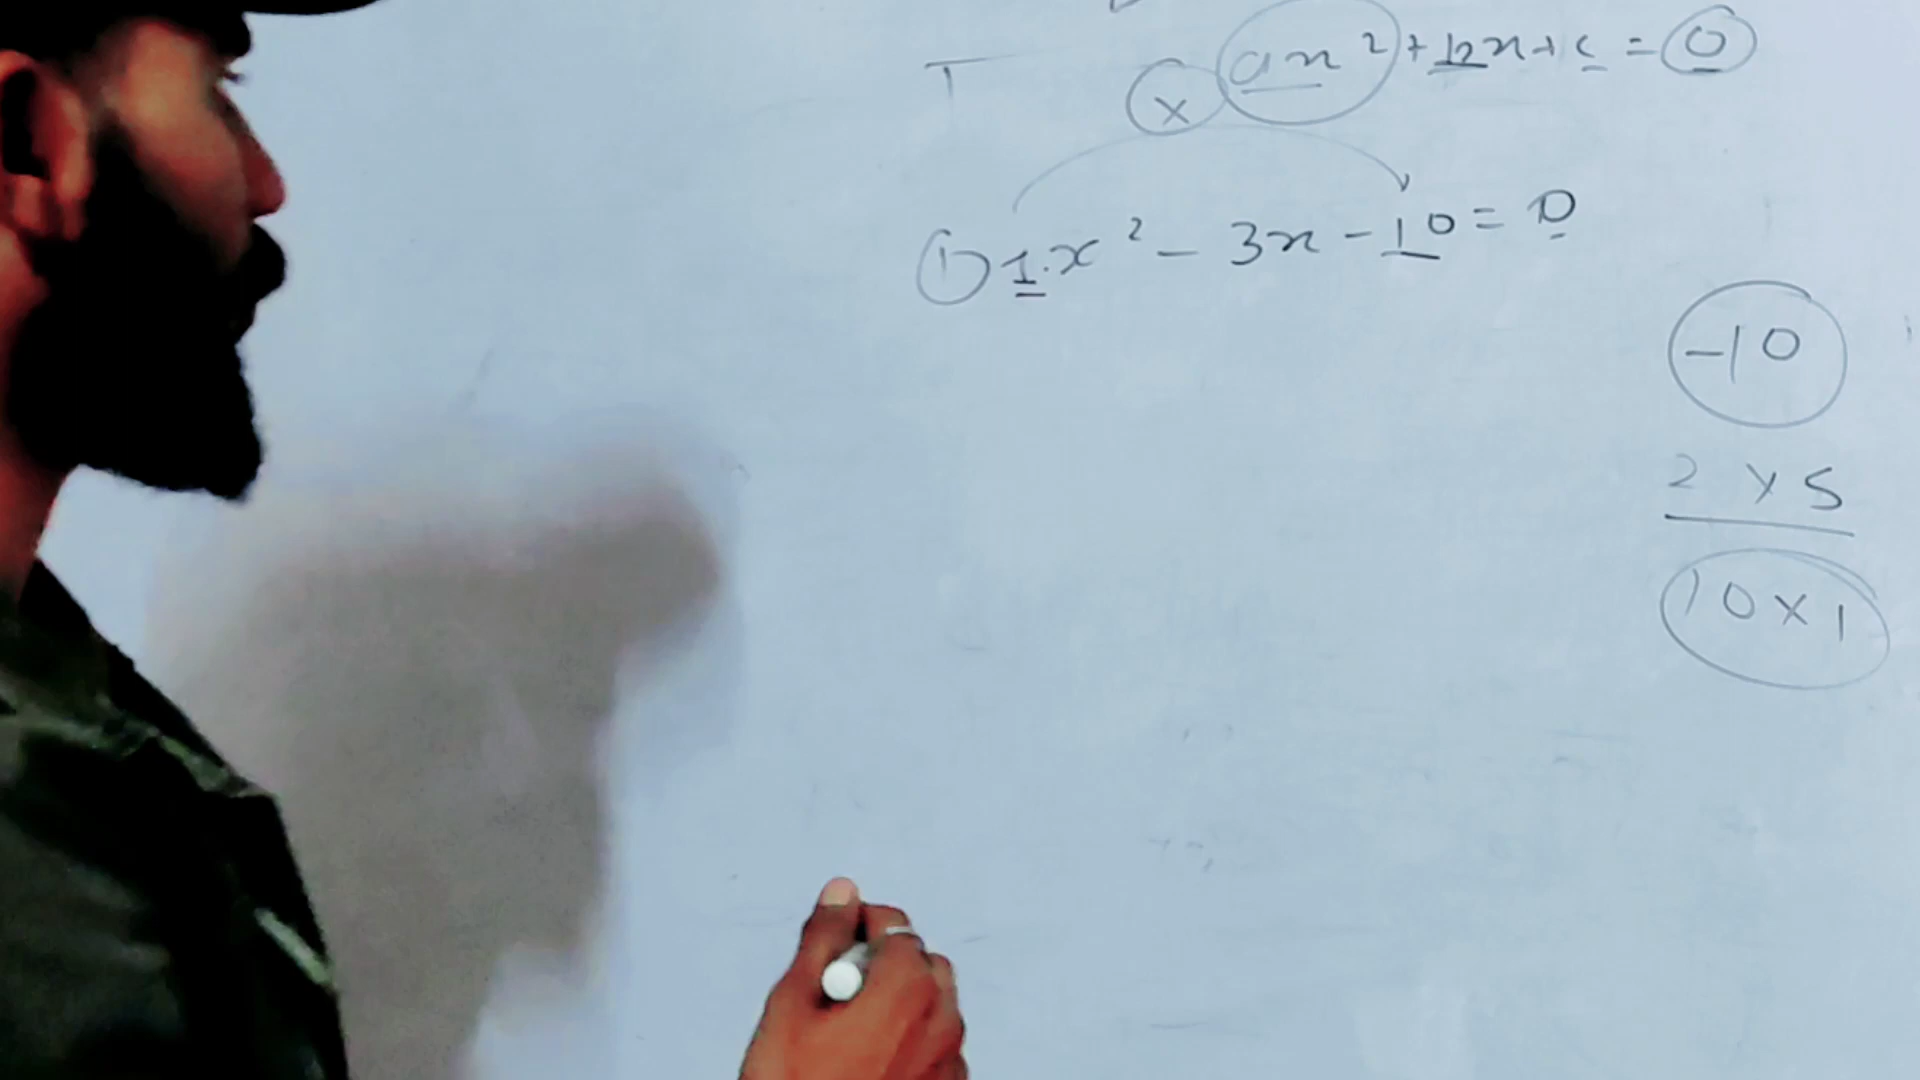 ax² + bx + c = 0
x
① 1.x² - 3x - 10 = 0
-10
2 x 5
10 x 1